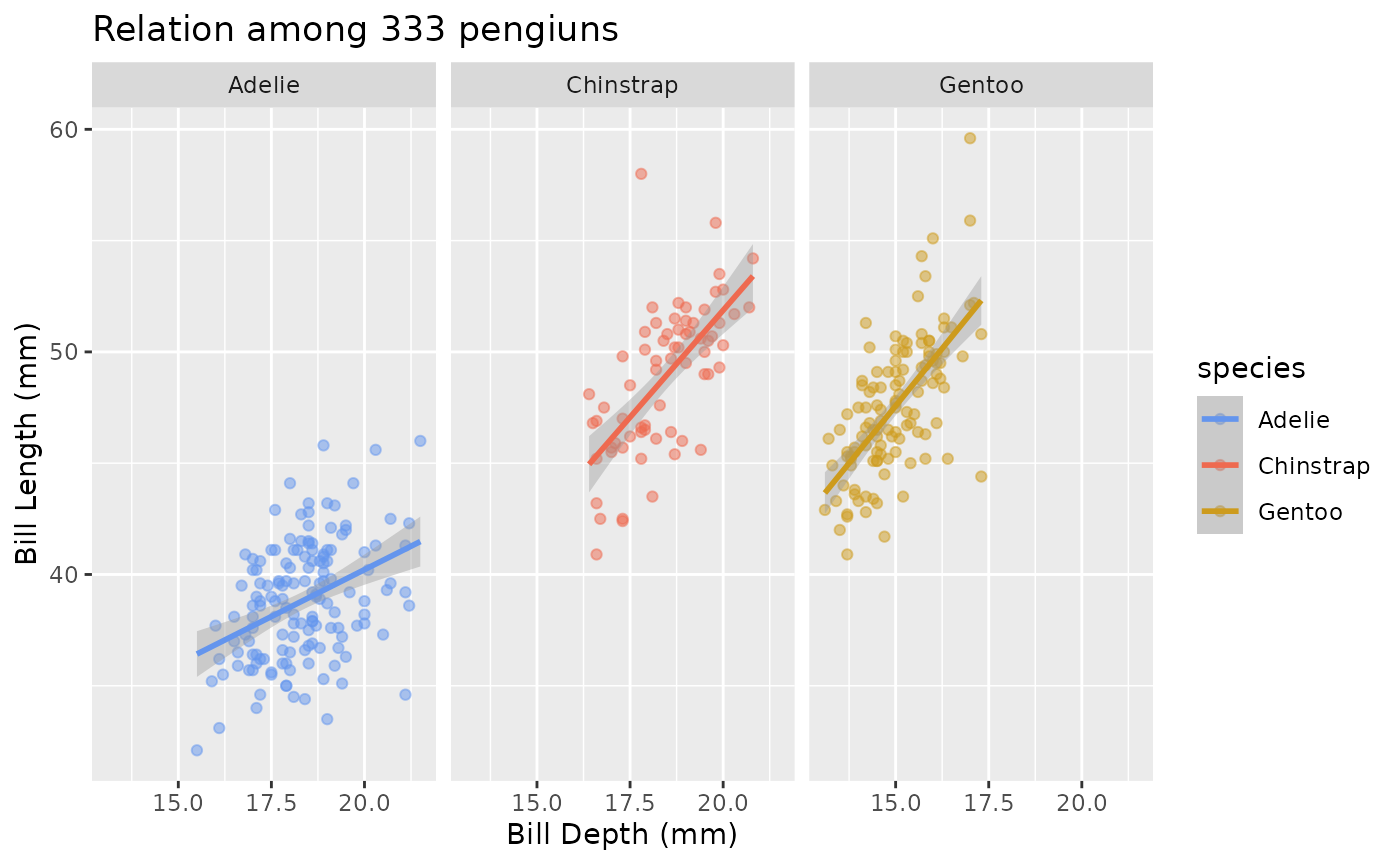 Relation among 333 pengiuns
Adelie
Chinstrap
Gentoo
60
50
40
Bill Length (mm)
15.0 17.5 20.0
15.0 17.5 20.0
15.0 17.5 20.0
Bill Depth (mm)
species
Adelie
Chinstrap
Gentoo